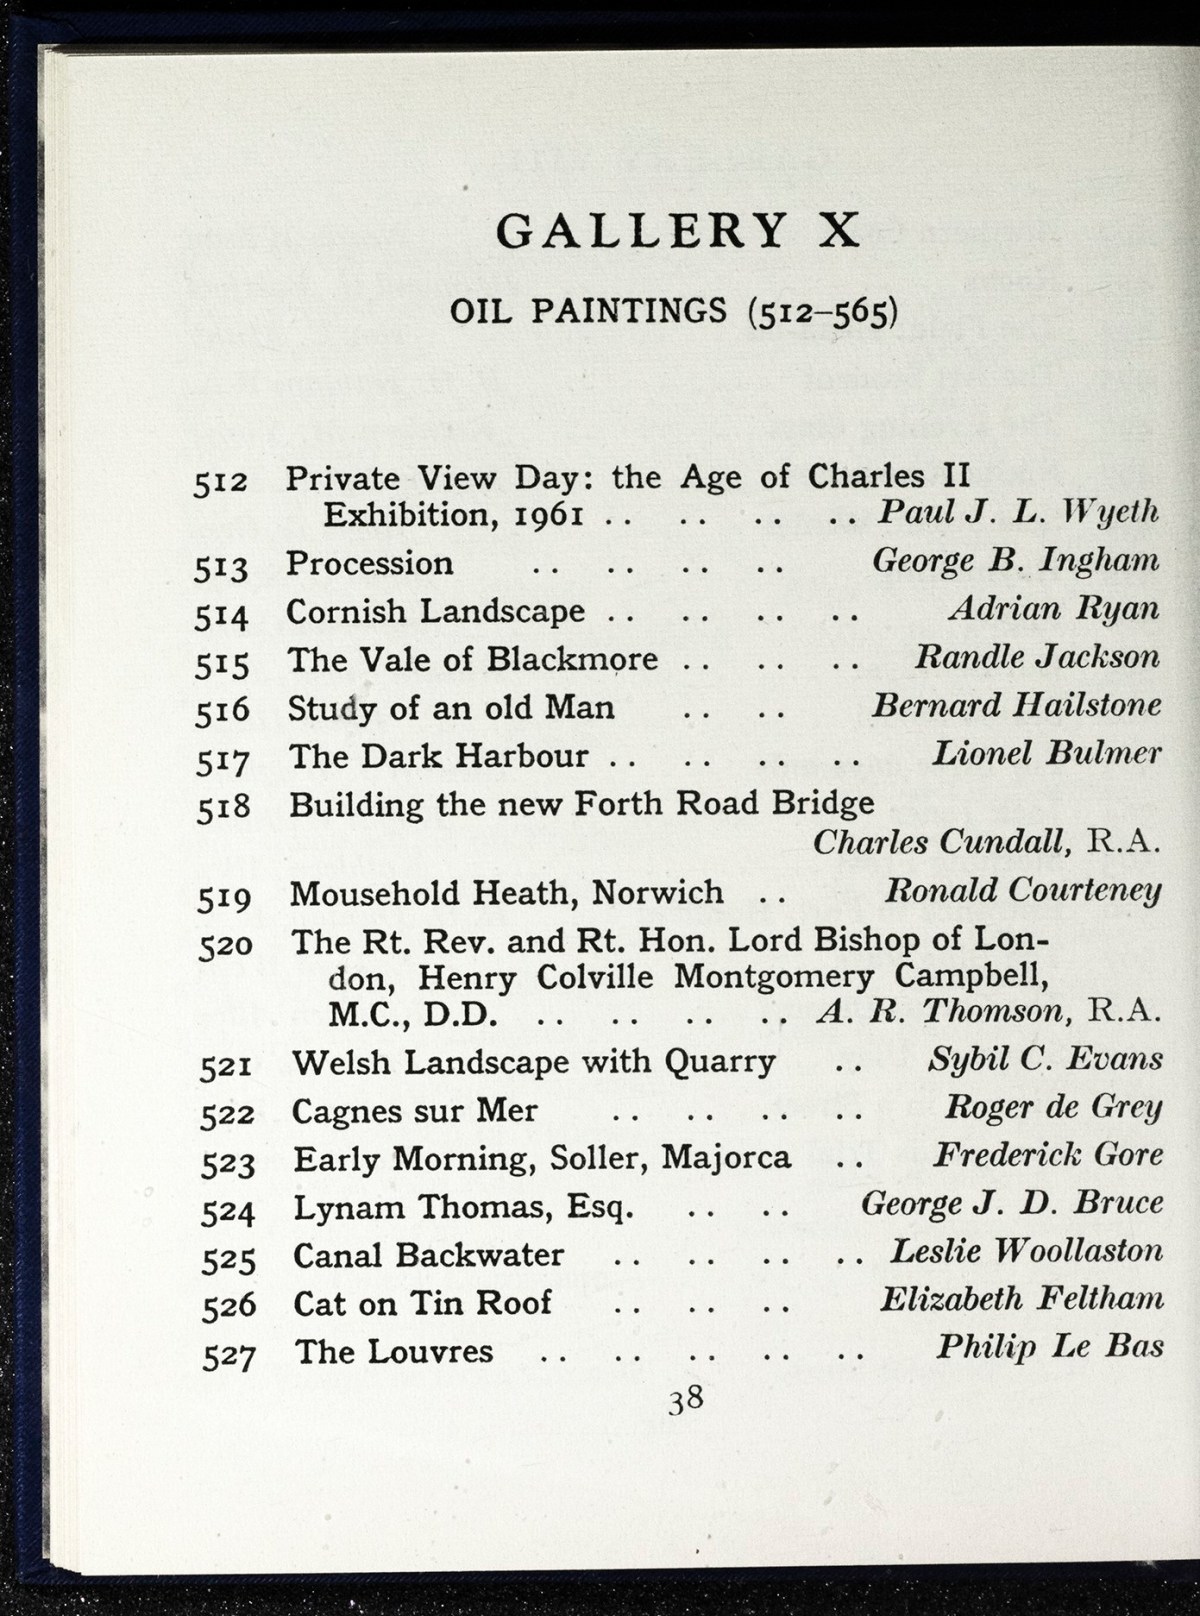 GALLERY X
OIL PAINTINGS (512–565)
512 Private View Day: the Age of Charles II
Exhibition, 1961 .. .. .. .. Paul J. L. Wyeth
513 Procession .. .. .. .. George B. Ingham
514 Cornish Landscape .. .. .. .. Adrian Ryan
515 The Vale of Blackmore .. .. .. Randle Jackson
516 Study of an old Man .. .. Bernard Hailstone
517 The Dark Harbour .. .. .. .. Lionel Bulmer
518 Building the new Forth Road Bridge
Charles Cundall, R.A.
519 Mousehold Heath, Norwich .. Ronald Courteney
520 The Rt. Rev. and Rt. Hon. Lord Bishop of Lon-
don, Henry Colville Montgomery Campbell,
M.C., D.D. .. .. .. .. A. R. Thomson, R.A.
521 Welsh Landscape with Quarry .. Sybil C. Evans
522 Cagnes sur Mer .. .. .. .. Roger de Grey
523 Early Morning, Soller, Majorca .. Frederick Gore
524 Lynam Thomas, Esq. .. .. George J. D. Bruce
525 Canal Backwater .. .. .. .. Leslie Woollaston
526 Cat on Tin Roof .. .. .. Elizabeth Feltham
527 The Louvres .. .. .. .. .. Philip Le Bas
38